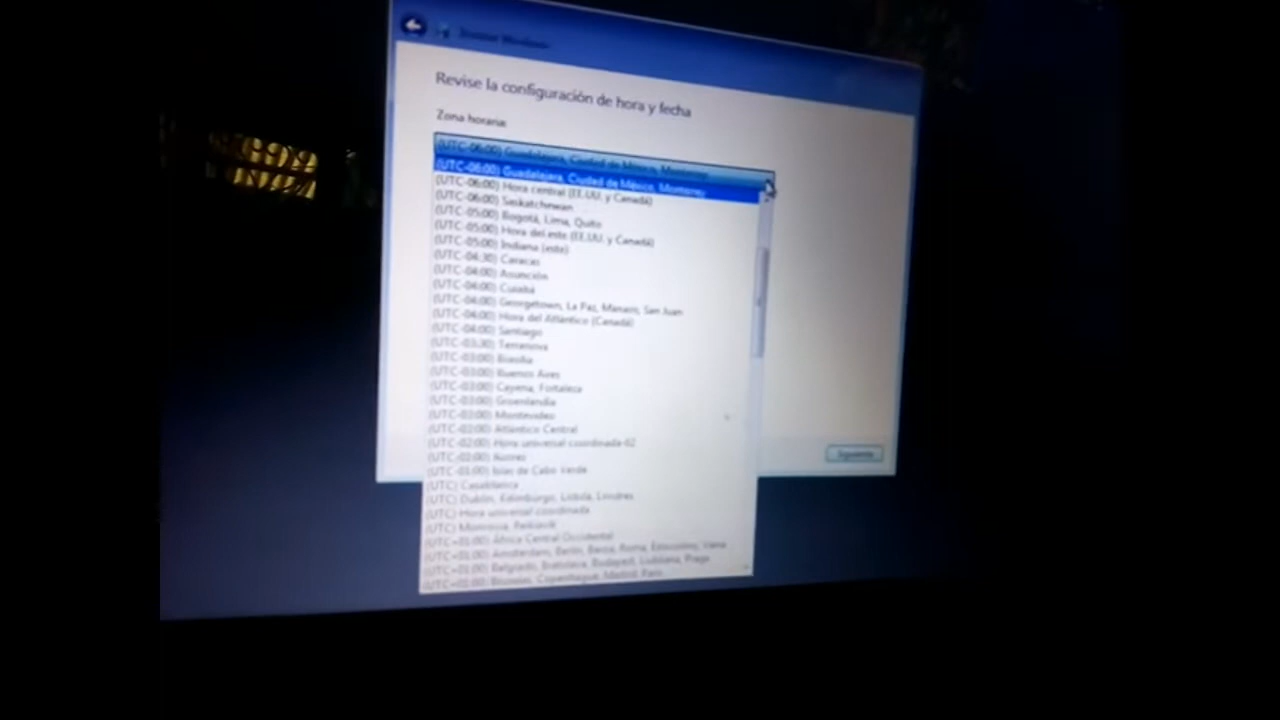 Revise la configuración de hora y fecha
Zona horaria:
(UTC-06:00) Guadalajara, Ciudad de México, Monterrey
(UTC-06:00) Guadalajara, Ciudad de México, Monterrey
(UTC-06:00) Hora central (EE.UU. y Canadá)
(UTC-06:00) Saskatchewan
(UTC-05:00) Bogotá, Lima, Quito
(UTC-05:00) Hora del este (EE.UU. y Canadá)
(UTC-05:00) Indiana (este)
(UTC-04:30) Caracas
(UTC-04:00) Asunción
(UTC-04:00) Cuiabá
(UTC-04:00) Georgetown, La Paz, Manaos, San Juan
(UTC-04:00) Hora del Atlántico (Canadá)
(UTC-04:00) Santiago
(UTC-03:30) Terranova
(UTC-03:00) Brasilia
(UTC-03:00) Buenos Aires
(UTC-03:00) Cayena, Fortaleza
(UTC-03:00) Groenlandia
(UTC-03:00) Montevideo
(UTC-02:00) Atlántico Central
(UTC-02:00) Hora universal coordinada-02
Azores
(UTC-01:00) Islas de Cabo Verde
(UTC) Casablanca
(UTC) Dublín, Edimburgo, Lisboa, Londres
(UTC) Hora universal coordinada
(UTC) Monrovia, Reikiavik
(UTC+01:00) África Central Occidental
(UTC+01:00) Amsterdam, Berlín, Berna, Roma, Estocolmo, Viena
(UTC+01:00) Belgrado, Bratislava, Budapest, Liubliana, Praga
(UTC+01:00) Bruselas, Copenhague, Madrid, París
Siguiente